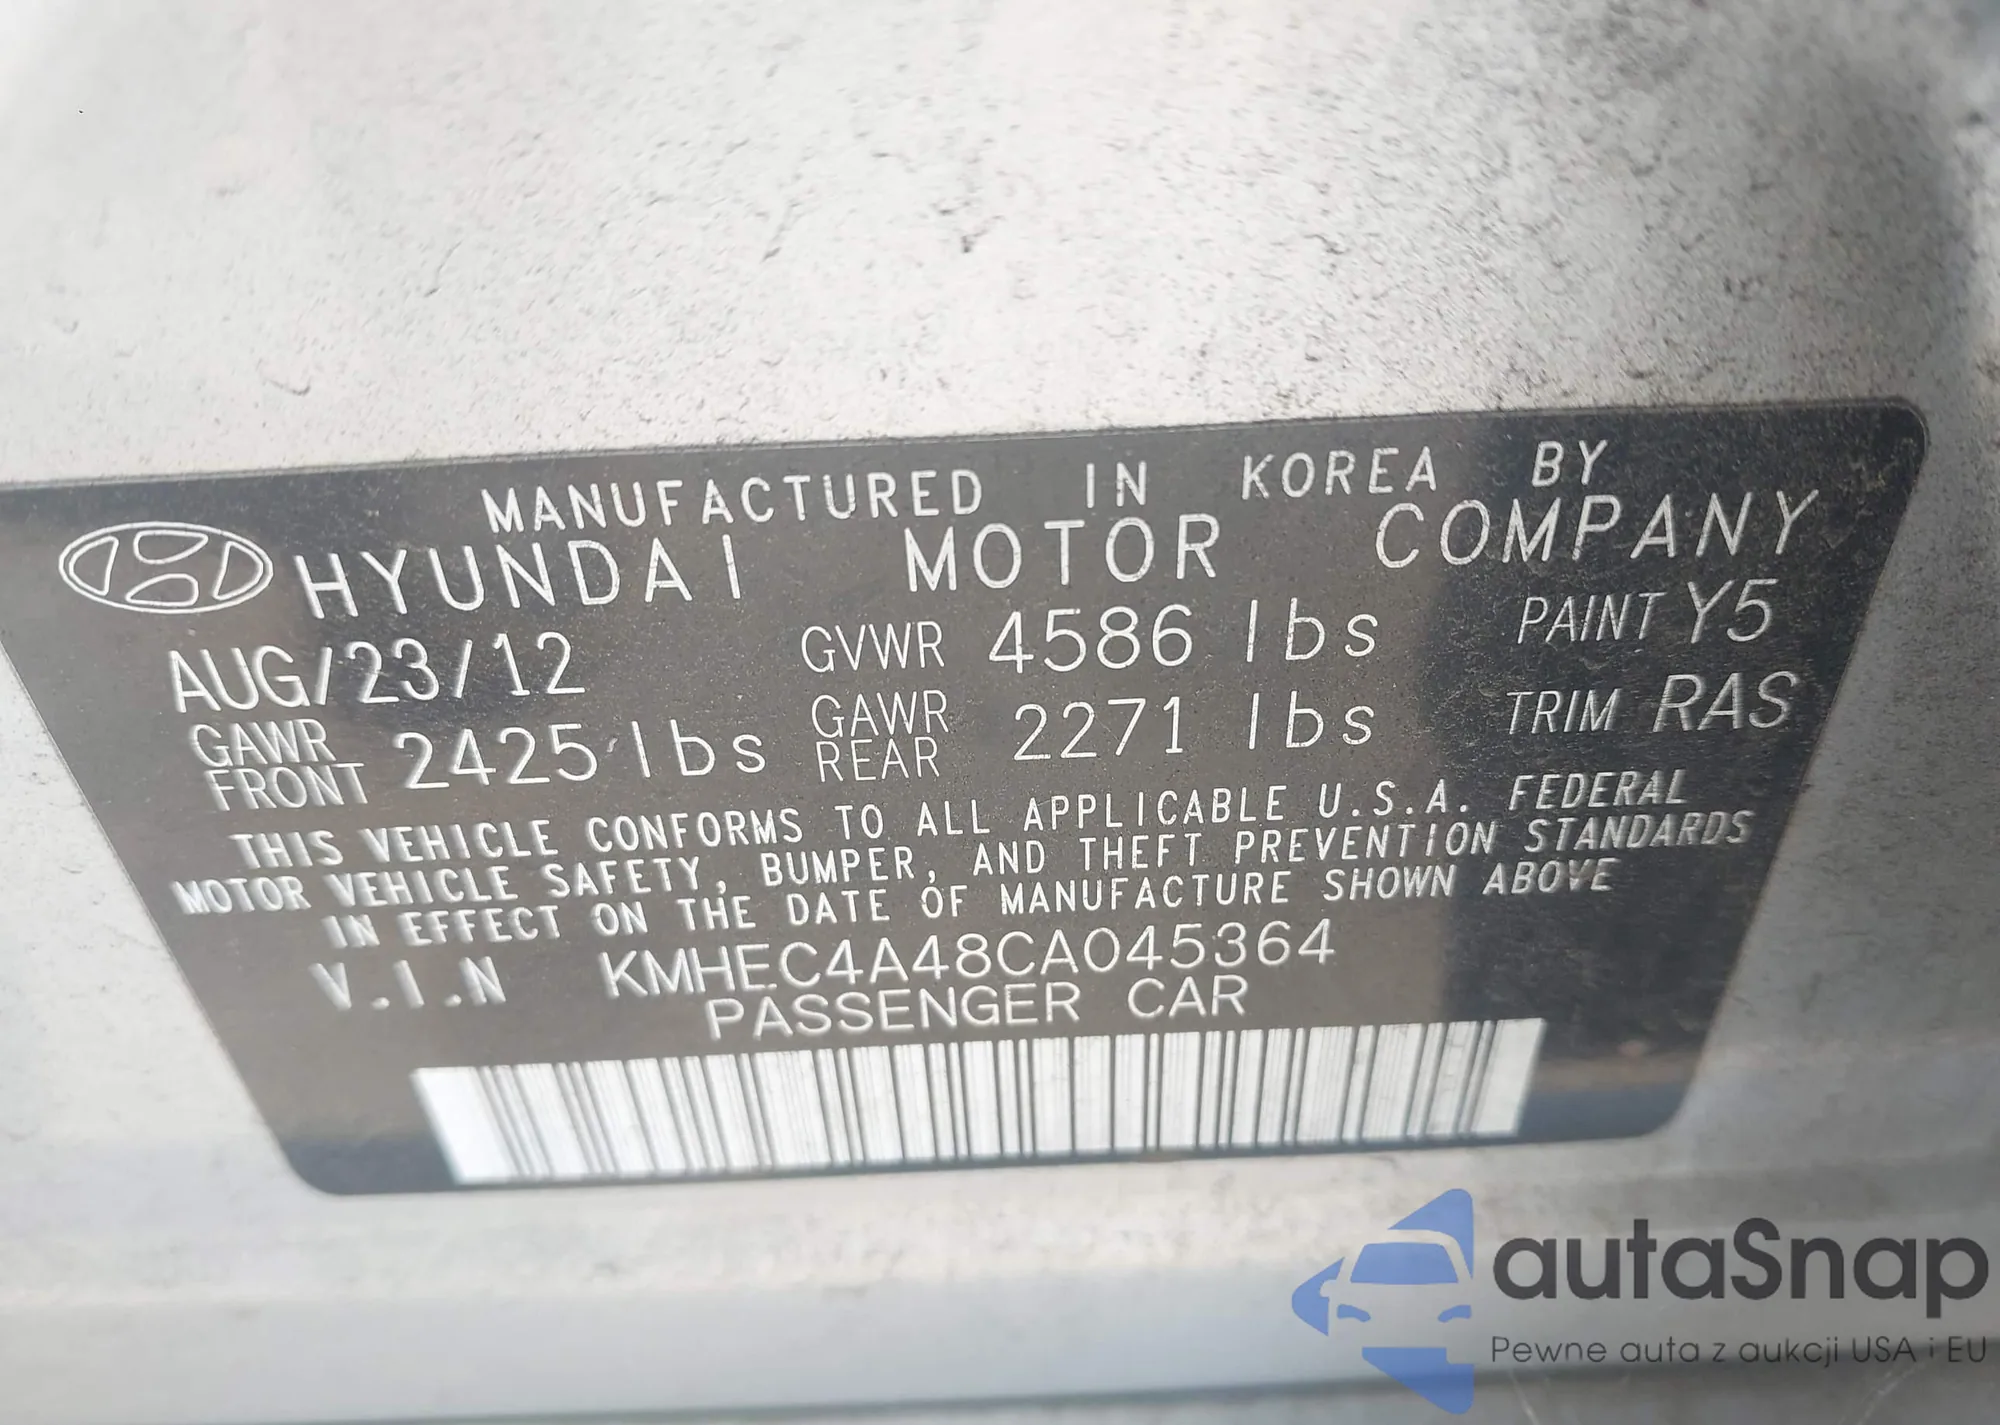 MANUFACTURED IN KOREA BY
HYUNDAI MOTOR COMPANY
AUG/23/12 GVWR 4586 lbs PAINT Y5
GAWR FRONT 2425 lbs GAWR REAR 2271 lbs TRIM RAS
THIS VEHICLE CONFORMS TO ALL APPLICABLE U.S.A. FEDERAL
MOTOR VEHICLE SAFETY, BUMPER, AND THEFT PREVENTION STANDARDS
IN EFFECT ON THE DATE OF MANUFACTURE SHOWN ABOVE
V.I.N KMHEC4A48CA045364
PASSENGER CAR
autaSnap
Pewne auta z aukcji USA i EU